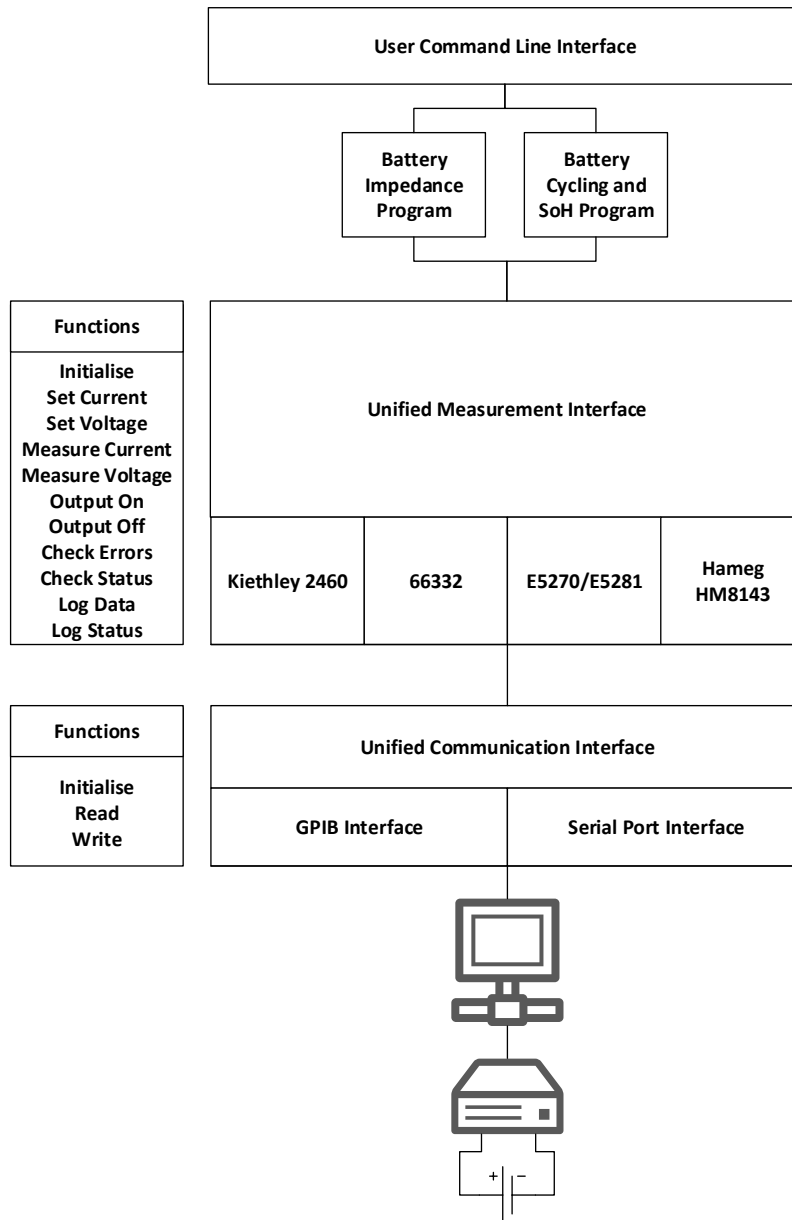 User Command Line Interface
Battery
Impedance
Program
Battery
Cycling and
SoH Program
Functions
Initialise
Set Current
Set Voltage
Measure Current
Measure Voltage
Output On
Output Off
Check Errors
Check Status
Log Data
Log Status
Unified Measurement Interface
Kiethley 2460
66332
E5270/E5281
Hameg
HM8143
Functions
Initialise
Read
Write
Unified Communication Interface
GPIB Interface
Serial Port Interface
+ −